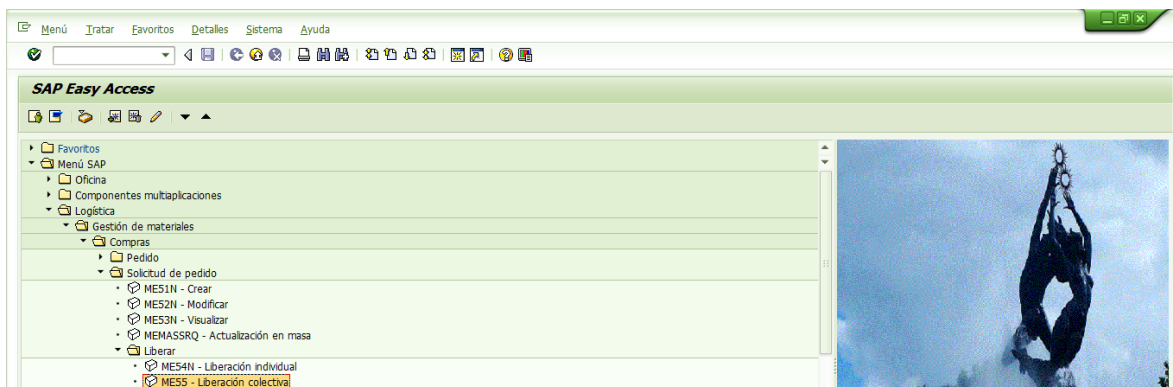 Menú Tratar Favoritos Detalles Sistema Ayuda
SAP Easy Access
Favoritos
Menú SAP
Oficina
Componentes multiaplicaciones
Logística
Gestión de materiales
Compras
Pedido
Solicitud de pedido
ME51N - Crear
ME52N - Modificar
ME53N - Visualizar
MEMASSRQ - Actualización en masa
Liberar
ME54N - Liberación individual
ME55 - Liberación colectiva